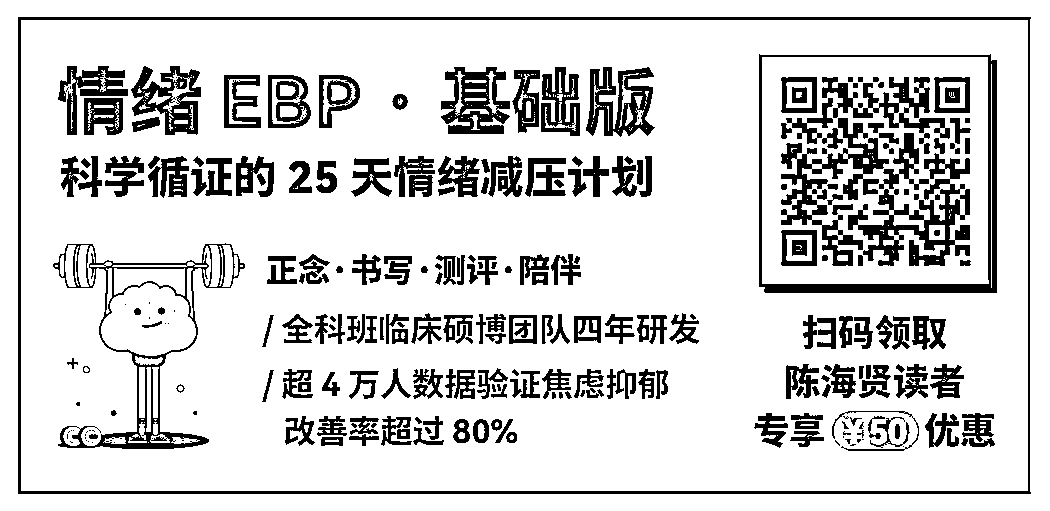 情绪 EBP · 基础版
科学循证的 25 天情绪减压计划
正念·书写·测评·陪伴
/ 全科班临床硕博团队四年研发
/ 超 4 万人数据验证焦虑抑郁
改善率超过 80%
扫码领取
陈海贤读者
专享 ¥50 优惠